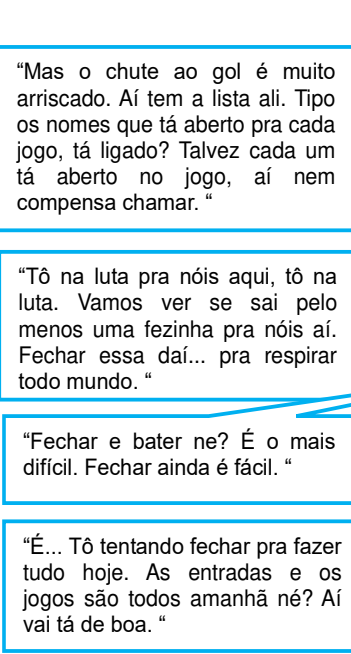 “Mas o chute ao gol é muito
arriscado. Aí tem a lista ali. Tipo
os nomes que tá aberto pra cada
jogo, tá ligado? Talvez cada um
tá aberto no jogo, aí nem
compensa chamar. “
“Tô na luta pra nóis aqui, tô na
luta. Vamos ver se sai pelo
menos uma fezinha pra nóis aí.
Fechar essa daí... pra respirar
todo mundo. “
“Fechar e bater ne? É o mais
difícil. Fechar ainda é fácil. “
“É... Tô tentando fechar pra fazer
tudo hoje. As entradas e os
jogos são todos amanhã né? Aí
vai tá de boa. “